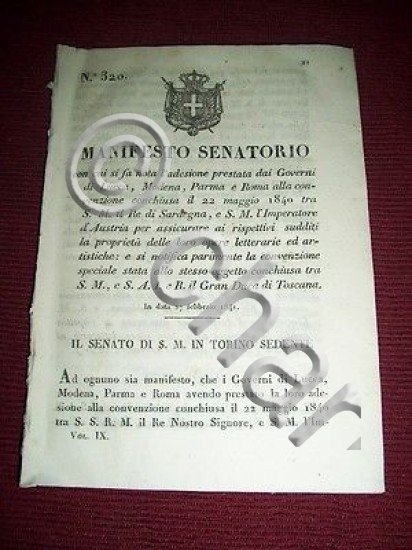 N.° 320.
MANIFESTO SENATORIO
con cui si fa nota l'adesione prestata dai Governi
di Lucca, Modena, Parma e Roma alla con-
venzione conchiusa il 22 maggio 1840 tra
S. M. il Re di Sardegna, e S. M. l'Imperatore
d'Austria per assicurare ai rispettivi sudditi
la proprietà delle loro opere letterarie ed ar-
tistiche: e si notifica parimente la convenzione
speciale stata allo stesso oggetto conchiusa tra
S. M., e S. A. I. e R. il Gran Duca di Toscana.
In data febbraio 1841.
IL SENATO DI S. M. IN TORINO SEDENTE
Ad ognuno sia manifesto, che i Governi di Lucca,
Modena, Parma e Roma avendo prestato la loro ade-
sione alla convenzione conchiusa il 22 maggio 1840
tra S. S. R. M. il Re Nostro Signore, e S. M. l'Im-
Vol. IX.